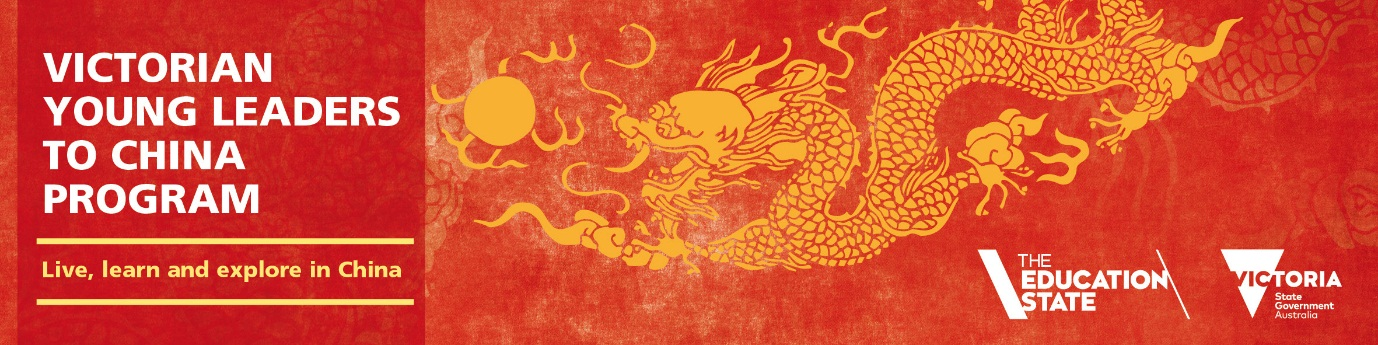 VICTORIAN
YOUNG LEADERS
TO CHINA
PROGRAM
Live, learn and explore in China
THE
EDUCATION
STATE
VICTORIA
State
Government
Australia